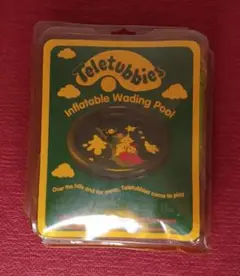 Teletubbies
Inflatable Wading Pool
Over the hills and far away, Teletubbies come to play